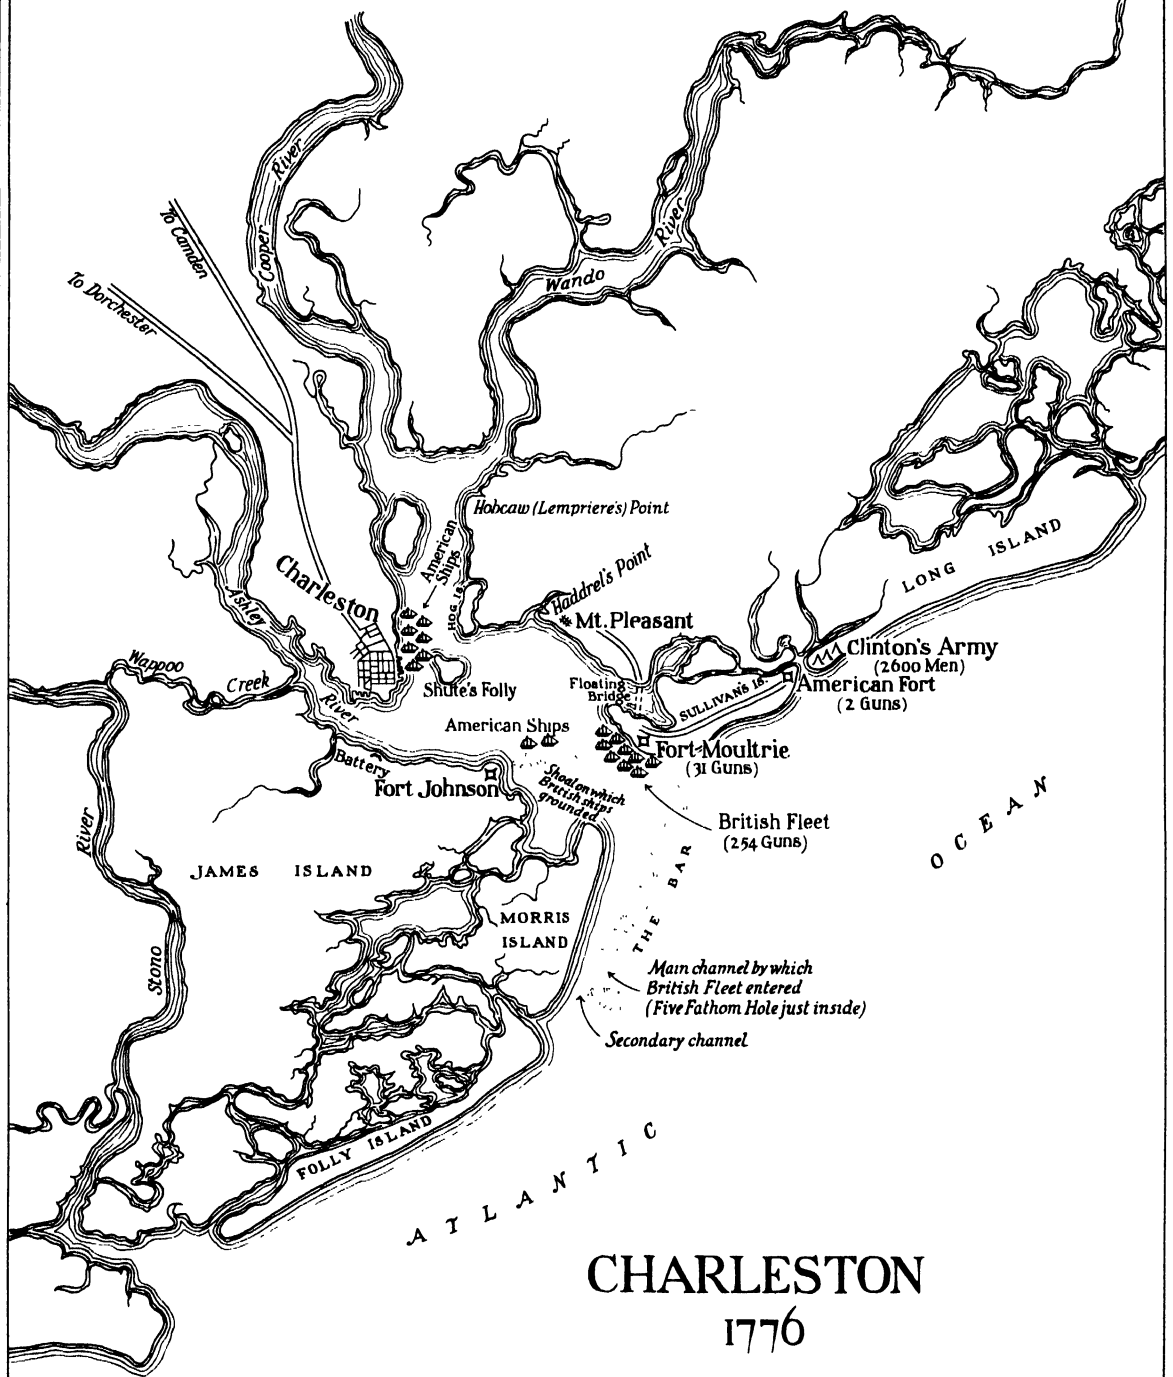 River
Cooper
To Camden
To Dorchester
River
Wando
Hobcaw (Lempriere's) Point
American
Ships
HOG IS.
LONG ISLAND
Charleston
Haddrel's Point
Mt. Pleasant
Ashley
River
Wappoo
Creek
Shute's Folly
Floating
Bridge
SULLIVAN'S IS.
Clinton's Army
(2600 Men)
American Fort
(2 Guns)
American Ships
Fort Moultrie
(31 Guns)
Battery
Fort Johnson
Shoal on which
British ships
grounded
British Fleet
(254 Guns)
River
Stono
JAMES ISLAND
MORRIS
ISLAND
THE BAR
Main channel by which
British Fleet entered
(Five Fathom Hole just inside)
Secondary channel
FOLLY ISLAND
ATLANTIC
OCEAN
CHARLESTON
1776